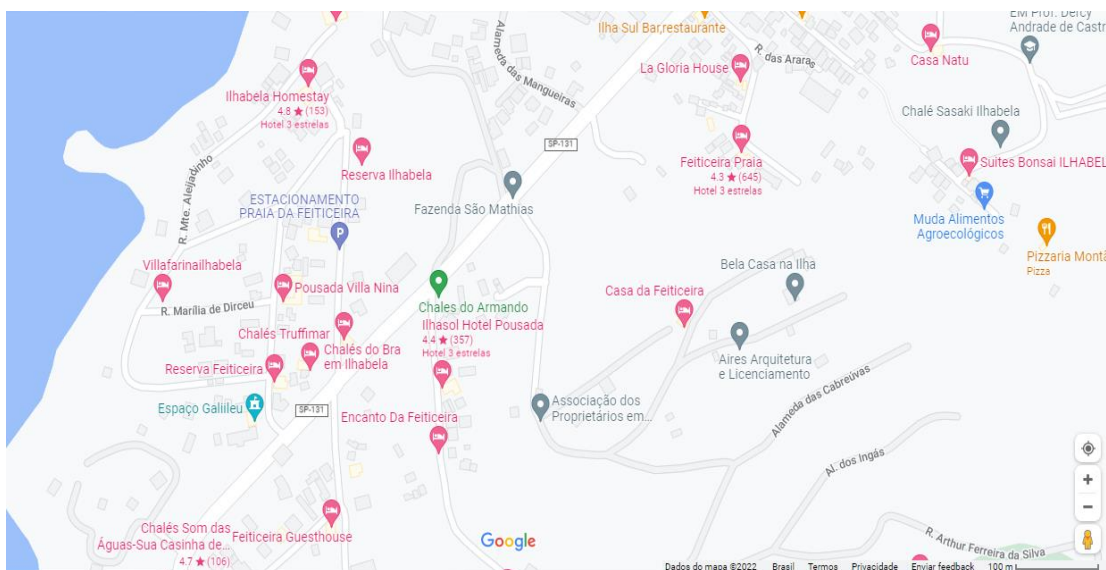 EM Prof. Dercy
Andrade de Castr
Ilha Sul Bar,restaurante
R. das Araras
Casa Natu
La Gloria House
Alameda das Mangueiras
Ilhabela Homestay
4.8 ★ (153)
Hotel 3 estrelas
Chalé Sasaki Ilhabela
SP-131
Reserva Ilhabela
Feiticeira Praia
4.3 ★ (645)
Hotel 3 estrelas
Suites Bonsai ILHABEL
R. Mte. Aleijadinho
ESTACIONAMENTO
PRAIA DA FEITICEIRA
P
Fazenda São Mathias
Muda Alimentos
Agroecológicos
Pizzaria Montâ
Pizza
Villafarinailhabela
Pousada Villa Nina
Bela Casa na Ilha
Casa da Feiticeira
R. Marília de Dirceu
Chales do Armando
Ilhasol Hotel Pousada
4.4 ★ (357)
Hotel 3 estrelas
Chalés Truffimar
Chalés do Bra
em Ilhabela
Reserva Feiticeira
Aires Arquitetura
e Licenciamento
Espaço Galiileu
SP-131
Encanto Da Feiticeira
Associação dos
Proprietários em...
Alameda das Cabreúvas
Al. dos Ingás
Chalés Som das
Águas-Sua Casinha de...
4.7 ★ (106)
Feiticeira Guesthouse
Google
R. Arthur Ferreira da Silva
Dados do mapa ©2022 Brasil Termos Privacidade Enviar feedback 100 m